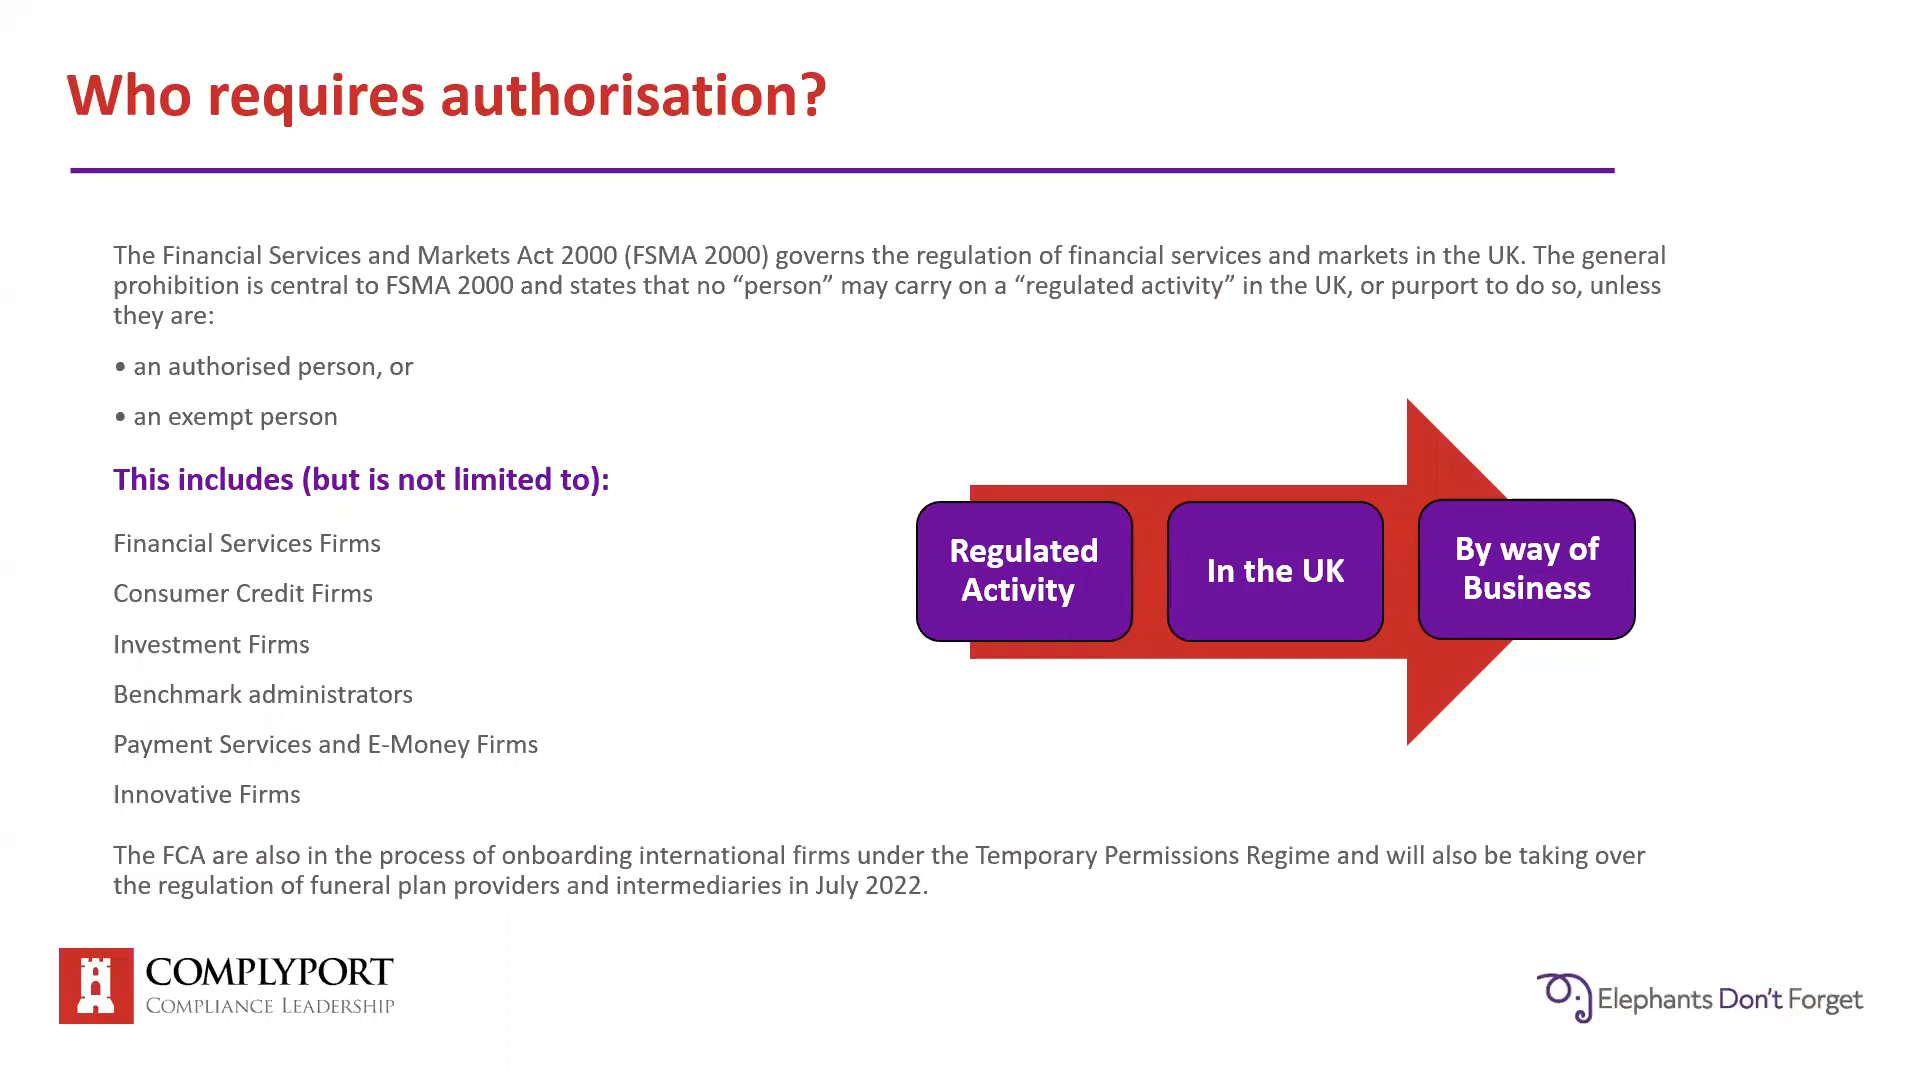 Who requires authorisation?
The Financial Services and Markets Act 2000 (FSMA 2000) governs the regulation of financial services and markets in the UK. The general
prohibition is central to FSMA 2000 and states that no “person” may carry on a “regulated activity” in the UK, or purport to do so, unless
they are:
• an authorised person, or
• an exempt person
This includes (but is not limited to):
Financial Services Firms
Consumer Credit Firms
Investment Firms
Benchmark administrators
Payment Services and E-Money Firms
Innovative Firms
Regulated
Activity
In the UK
By way of
Business
The FCA are also in the process of onboarding international firms under the Temporary Permissions Regime and will also be taking over
the regulation of funeral plan providers and intermediaries in July 2022.
COMPLYPORT
COMPLIANCE LEADERSHIP
Elephants Don't Forget